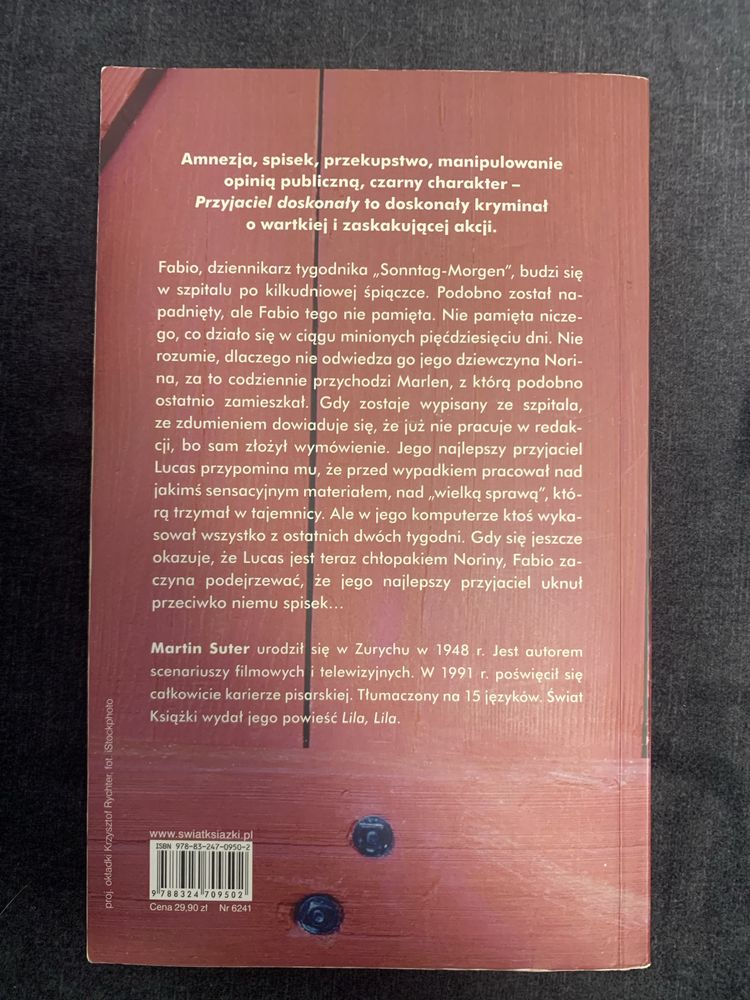 Amnezja, spisek, przekupstwo, manipulowanie
opinią publiczną, czarny charakter –
Przyjaciel doskonały to doskonały kryminał
o wartkiej i zaskakującej akcji.
Fabio, dziennikarz tygodnika „Sonntag-Morgen”, budzi się
w szpitalu po kilkudniowej śpiączce. Podobno został na-
padnięty, ale Fabio tego nie pamięta. Nie pamięta nicze-
go, co działo się w ciągu minionych pięćdziesięciu dni. Nie
rozumie, dlaczego nie odwiedza go jego dziewczyna Nori-
na, za to codziennie przychodzi Marlen, z którą podobno
ostatnio zamieszkał. Gdy zostaje wypisany ze szpitala,
ze zdumieniem dowiaduje się, że już nie pracuje w redak-
cji, bo sam złożył wymówienie. Jego najlepszy przyjaciel
Lucas przypomina mu, że przed wypadkiem pracował nad
jakimś sensacyjnym materiałem, nad „wielką sprawą”, któ-
rą trzymał w tajemnicy. Ale w jego komputerze ktoś wyka-
sował wszystko z ostatnich dwóch tygodni. Gdy się jeszcze
okazuje, że Lucas jest teraz chłopakiem Noriny, Fabio za-
czyna podejrzewać, że jego najlepszy przyjaciel uknuł
przeciwko niemu spisek...
Martin Suter urodził się w Zurychu w 1948 r. Jest autorem
scenariuszy filmowych i telewizyjnych. W 1991 r. poświęcił się
całkowicie karierze pisarskiej. Tłumaczony na 15 języków. Świat
Książki wydał jego powieść Lila, Lila.
proj. okładki Krzysztof Rychter, fot. iStockphoto
www.swiatksiazki.pl
ISBN 978-83-247-0950-2
9 788324 709502
Cena 29,90 zł Nr 6241